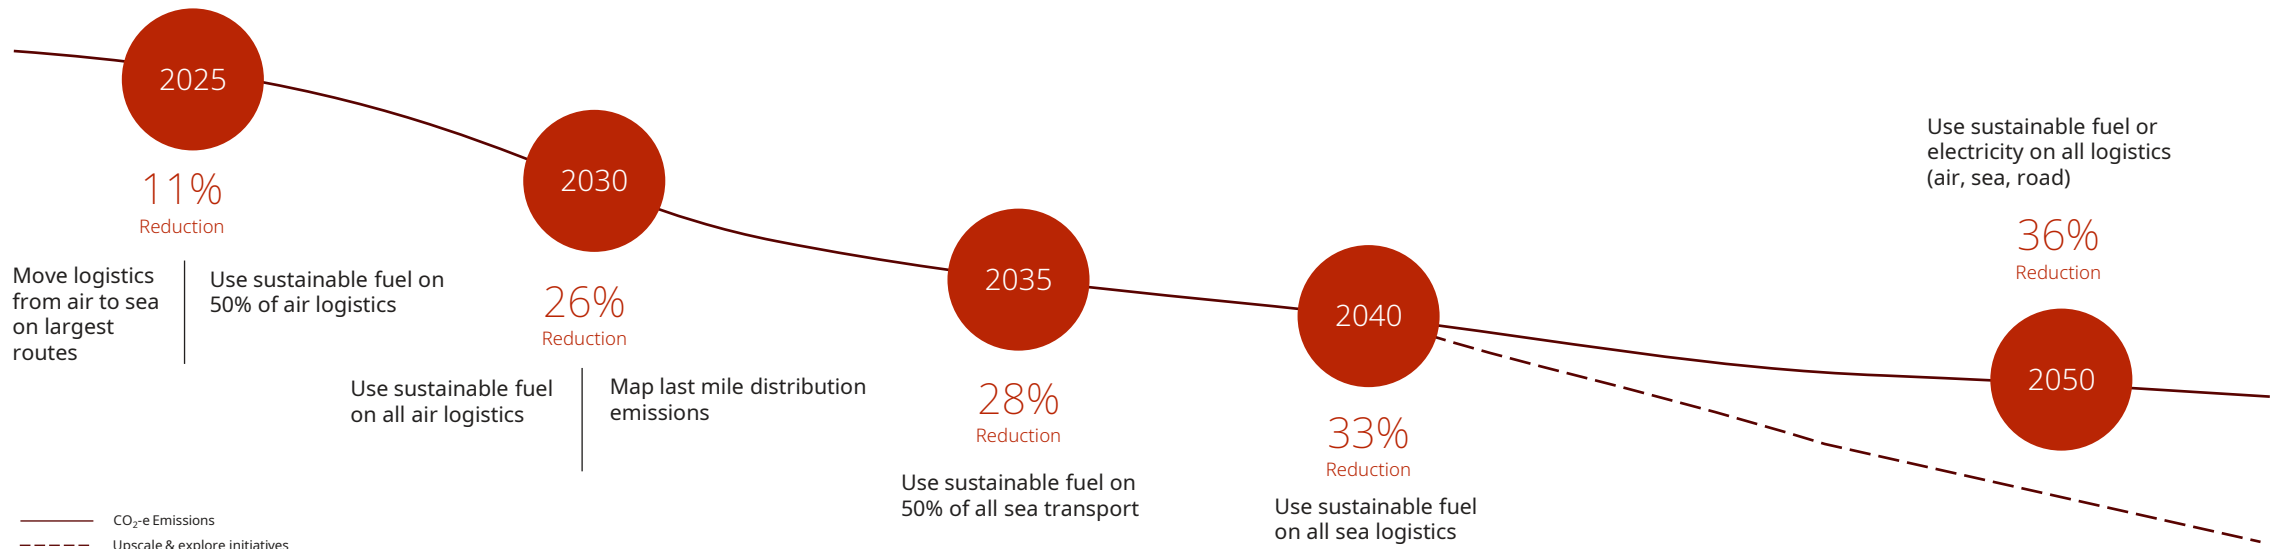 2025
11%
Reduction
Move logistics
from air to sea
on largest
routes
Use sustainable fuel on
50% of air logistics
2030
26%
Reduction
Use sustainable fuel
on all air logistics
Map last mile distribution
emissions
2035
28%
Reduction
Use sustainable fuel on
50% of all sea transport
2040
33%
Reduction
Use sustainable fuel
on all sea logistics
Use sustainable fuel or
electricity on all logistics
(air, sea, road)
36%
Reduction
2050
CO₂-e Emissions
Upscale & explore initiatives